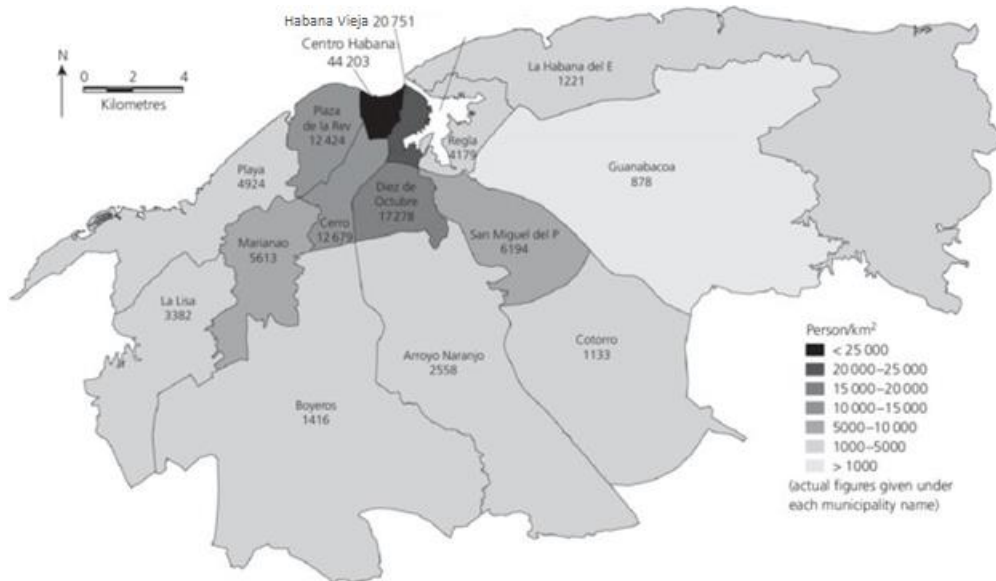 Habana Vieja 20 751
Centro Habana
44 203
N
0 2 4
Kilometres
La Habana del E
1221
Plaza
de la Rev
12 424
Regla
4179
Guanabacoa
878
Playa
4924
Diez de
Octubre
17 278
Cerro
12 679
Marianao
5613
San Miguel del P
6194
La Lisa
3382
Cotorro
1133
Arroyo Naranjo
2558
Boyeros
1416
Person/km²
< 25 000
20 000–25 000
15 000–20 000
10 000–15 000
5000–10 000
1000–5000
> 1000
(actual figures given under
each municipality name)